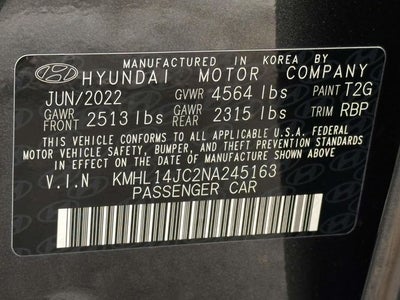 MANUFACTURED IN KOREA BY
HYUNDAI MOTOR COMPANY
JUN/2022 GVWR 4564 lbs PAINT T2G
GAWR FRONT 2513 lbs GAWR REAR 2315 lbs TRIM RBP
THIS VEHICLE CONFORMS TO ALL APPLICABLE U.S.A. FEDERAL
MOTOR VEHICLE SAFETY, BUMPER, AND THEFT PREVENTION STANDARDS
IN EFFECT ON THE DATE OF MANUFACTURE SHOWN ABOVE.
V.I.N KMHL14JC2NA245163
PASSENGER CAR